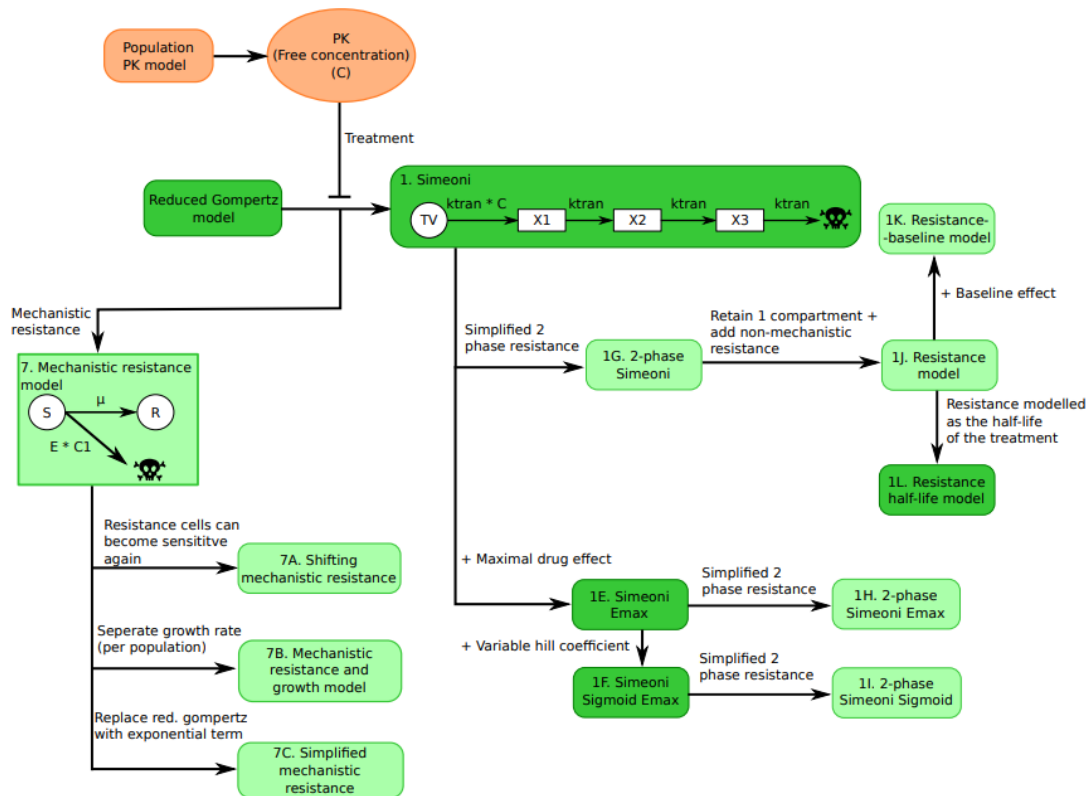 Population
PK model
PK
(Free concentration)
(C)
Treatment
Reduced Gompertz
model
1. Simeoni
TV
ktran * C
X1
ktran
X2
ktran
X3
ktran
1K. Resistance-
-baseline model
+ Baseline effect
Mechanistic
resistance
Simplified 2
phase resistance
1G. 2-phase
Simeoni
Retain 1 compartment +
add non-mechanistic
resistance
1J. Resistance
model
Resistance modelled
as the half-life
of the treatment
1L. Resistance
half-life model
7. Mechanistic resistance
model
S
μ
R
E * C1
Resistance cells can
become sensititve
again
7A. Shifting
mechanistic resistance
Seperate growth rate
(per population)
7B. Mechanistic
resistance and
growth model
Replace red. gompertz
with exponential term
7C. Simplified
mechanistic
resistance
+ Maximal drug effect
1E. Simeoni
Emax
Simplified 2
phase resistance
1H. 2-phase
Simeoni Emax
+ Variable hill coefficient
1F. Simeoni
Sigmoid Emax
Simplified 2
phase resistance
1I. 2-phase
Simeoni Sigmoid